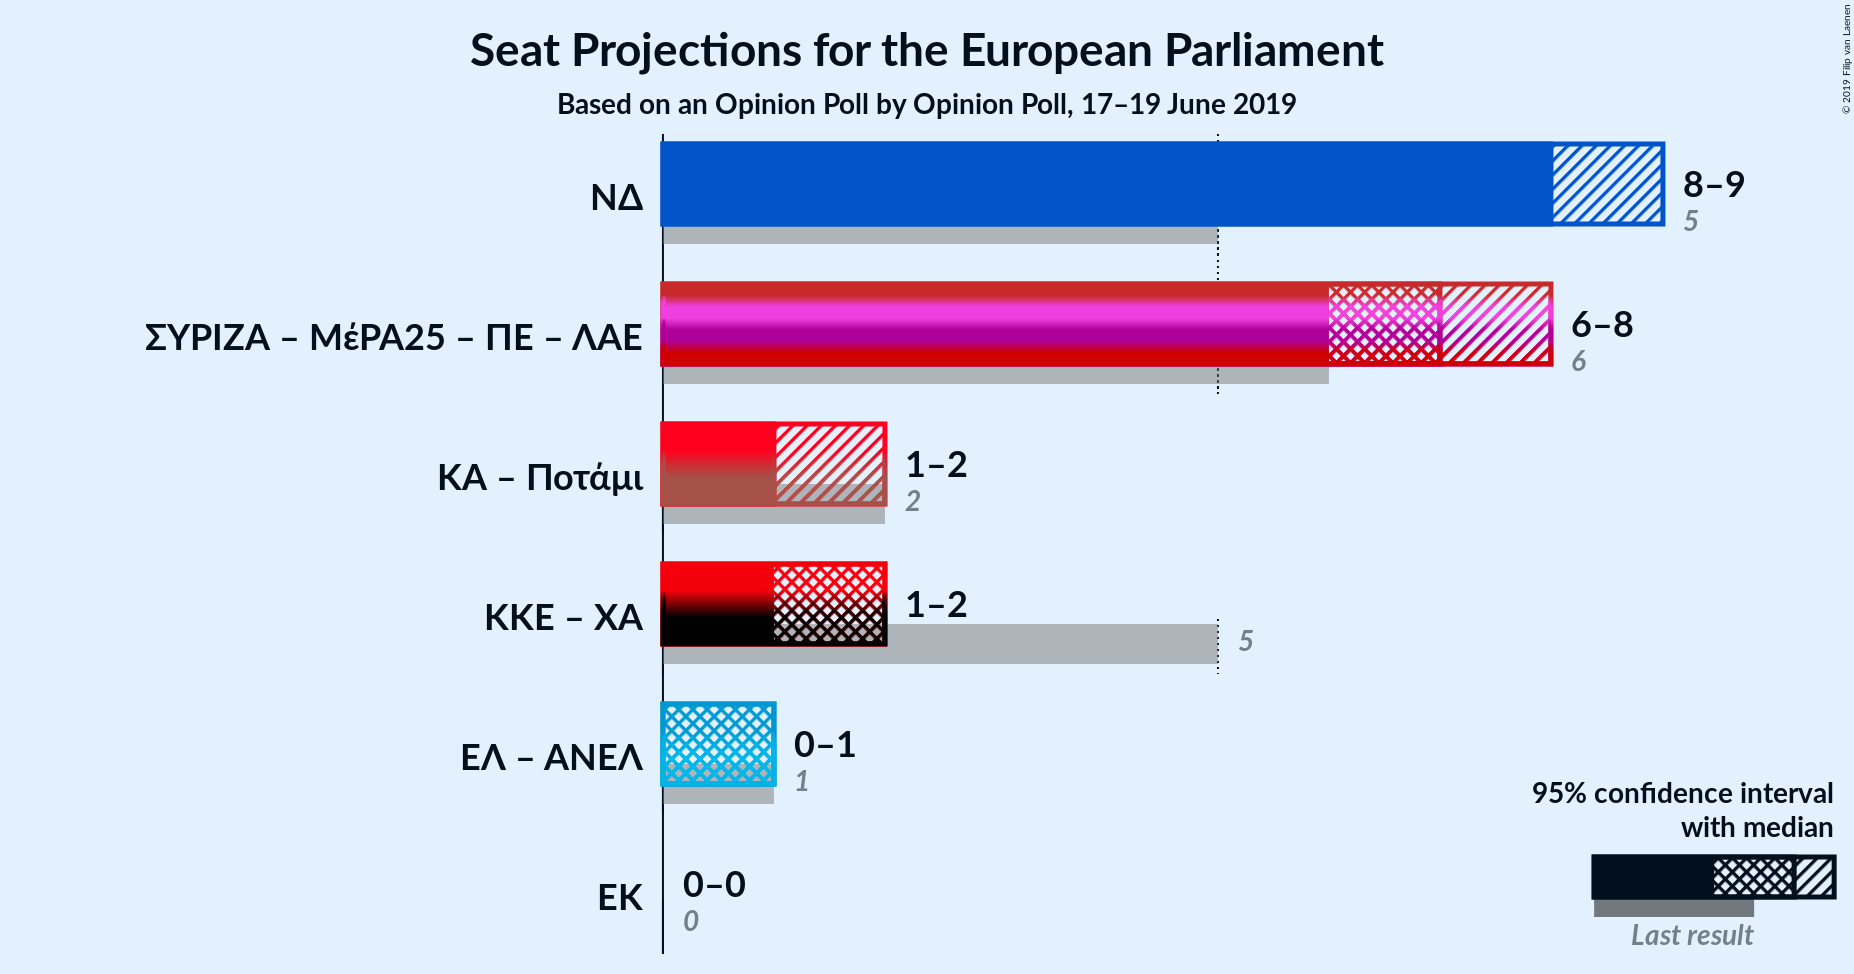 Seat Projections for the European Parliament
Based on an Opinion Poll by Opinion Poll, 17–19 June 2019
© 2019 Filip van Laenen
ΝΔ
8–9
5
ΣΥΡΙΖΑ – ΜέΡΑ25 – ΠΕ – ΛΑΕ
6–8
6
ΚΑ – Ποτάμι
1–2
2
ΚΚΕ – ΧΑ
1–2
5
ΕΛ – ΑΝΕΛ
0–1
1
ΕΚ
0–0
0
95% confidence interval
with median
Last result